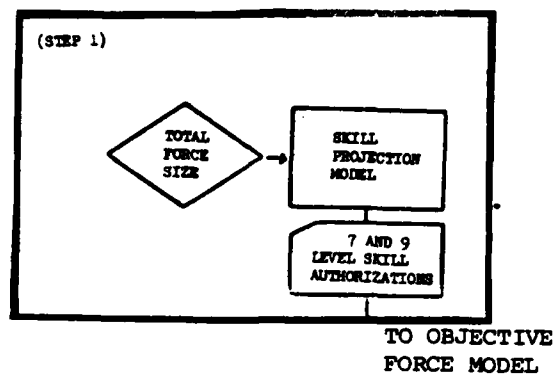 (STEP 1)
TOTAL
FORCE
SIZE
SKILL
PROJECTION
MODEL
7 AND 9
LEVEL SKILL
AUTHORIZATIONS
TO OBJECTIVE
FORCE MODEL